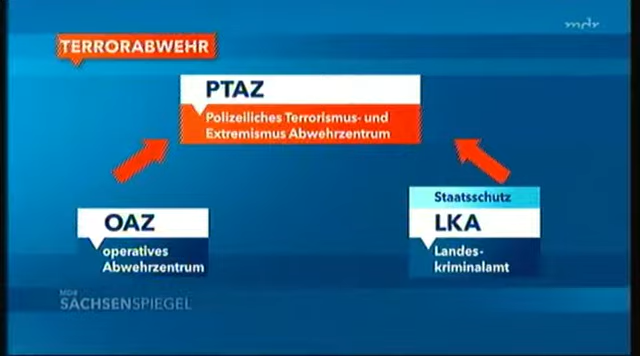 mdr
TERRORABWEHR
PTAZ
Polizeiliches Terrorismus- und
Extremismus Abwehrzentrum
OAZ
operatives
Abwehrzentrum
Staatsschutz
LKA
Landes-
kriminalamt
MDR
SACHSENSPIEGEL